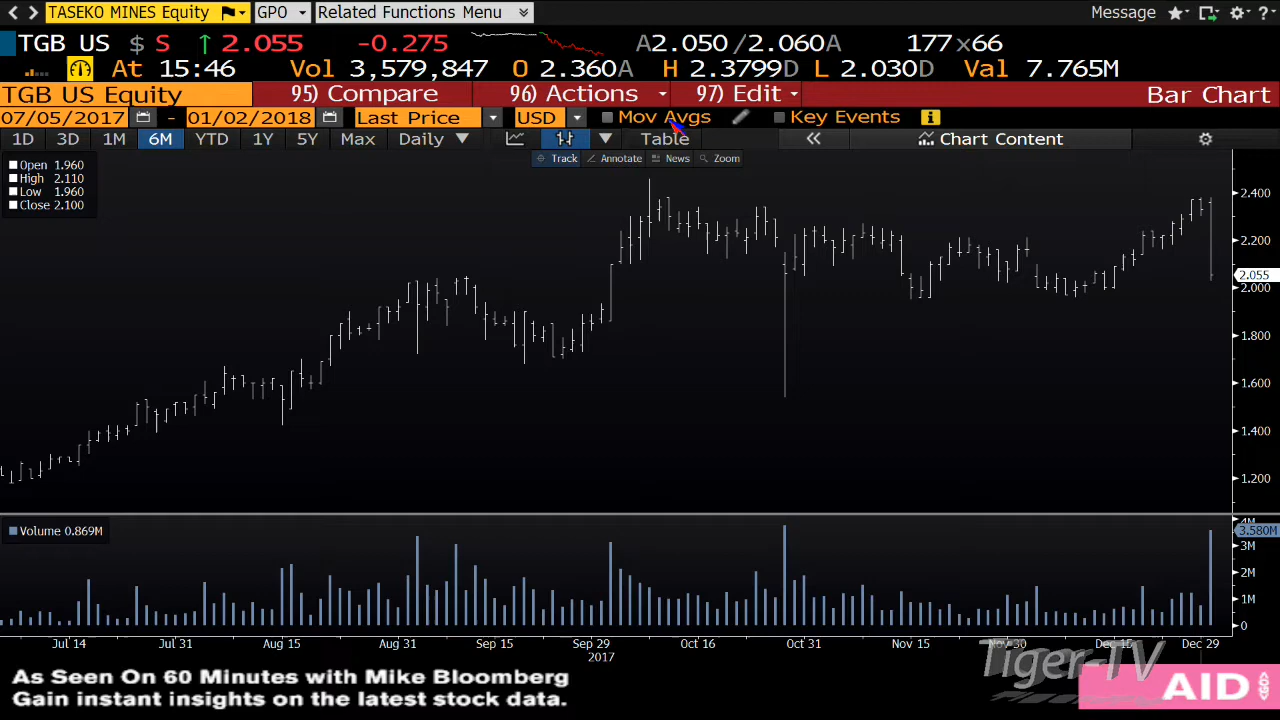 TASEKO MINES Equity GPO Related Functions Menu Message
TGB US $ S ↑ 2.055 -0.275 A2.050 /2.060A 177x66
At 15:46 Vol 3,579,847 O 2.360A H 2.3799D L 2.030D Val 7.765M
TGB US Equity 95) Compare 96) Actions 97) Edit Bar Chart
07/05/2017 - 01/02/2018 Last Price USD Mov Avgs Key Events
1D 3D 1M 6M YTD 1Y 5Y Max Daily Table Chart Content
Track Annotate News Zoom
Open 1.960
High 2.110
Low 1.960
Close 2.100
2.400
2.200
2.055
2.000
1.800
1.600
1.400
1.200
Volume 0.869M
4M
3.580M
3M
2M
1M
0
Jul 14 Jul 31 Aug 15 Aug 31 Sep 15 Sep 29 Oct 16 Oct 31 Nov 15 Nov 30 Dec 15 Dec 29
2017
Tiger-TV
As Seen On 60 Minutes with Mike Bloomberg
Gain instant insights on the latest stock data.
AID